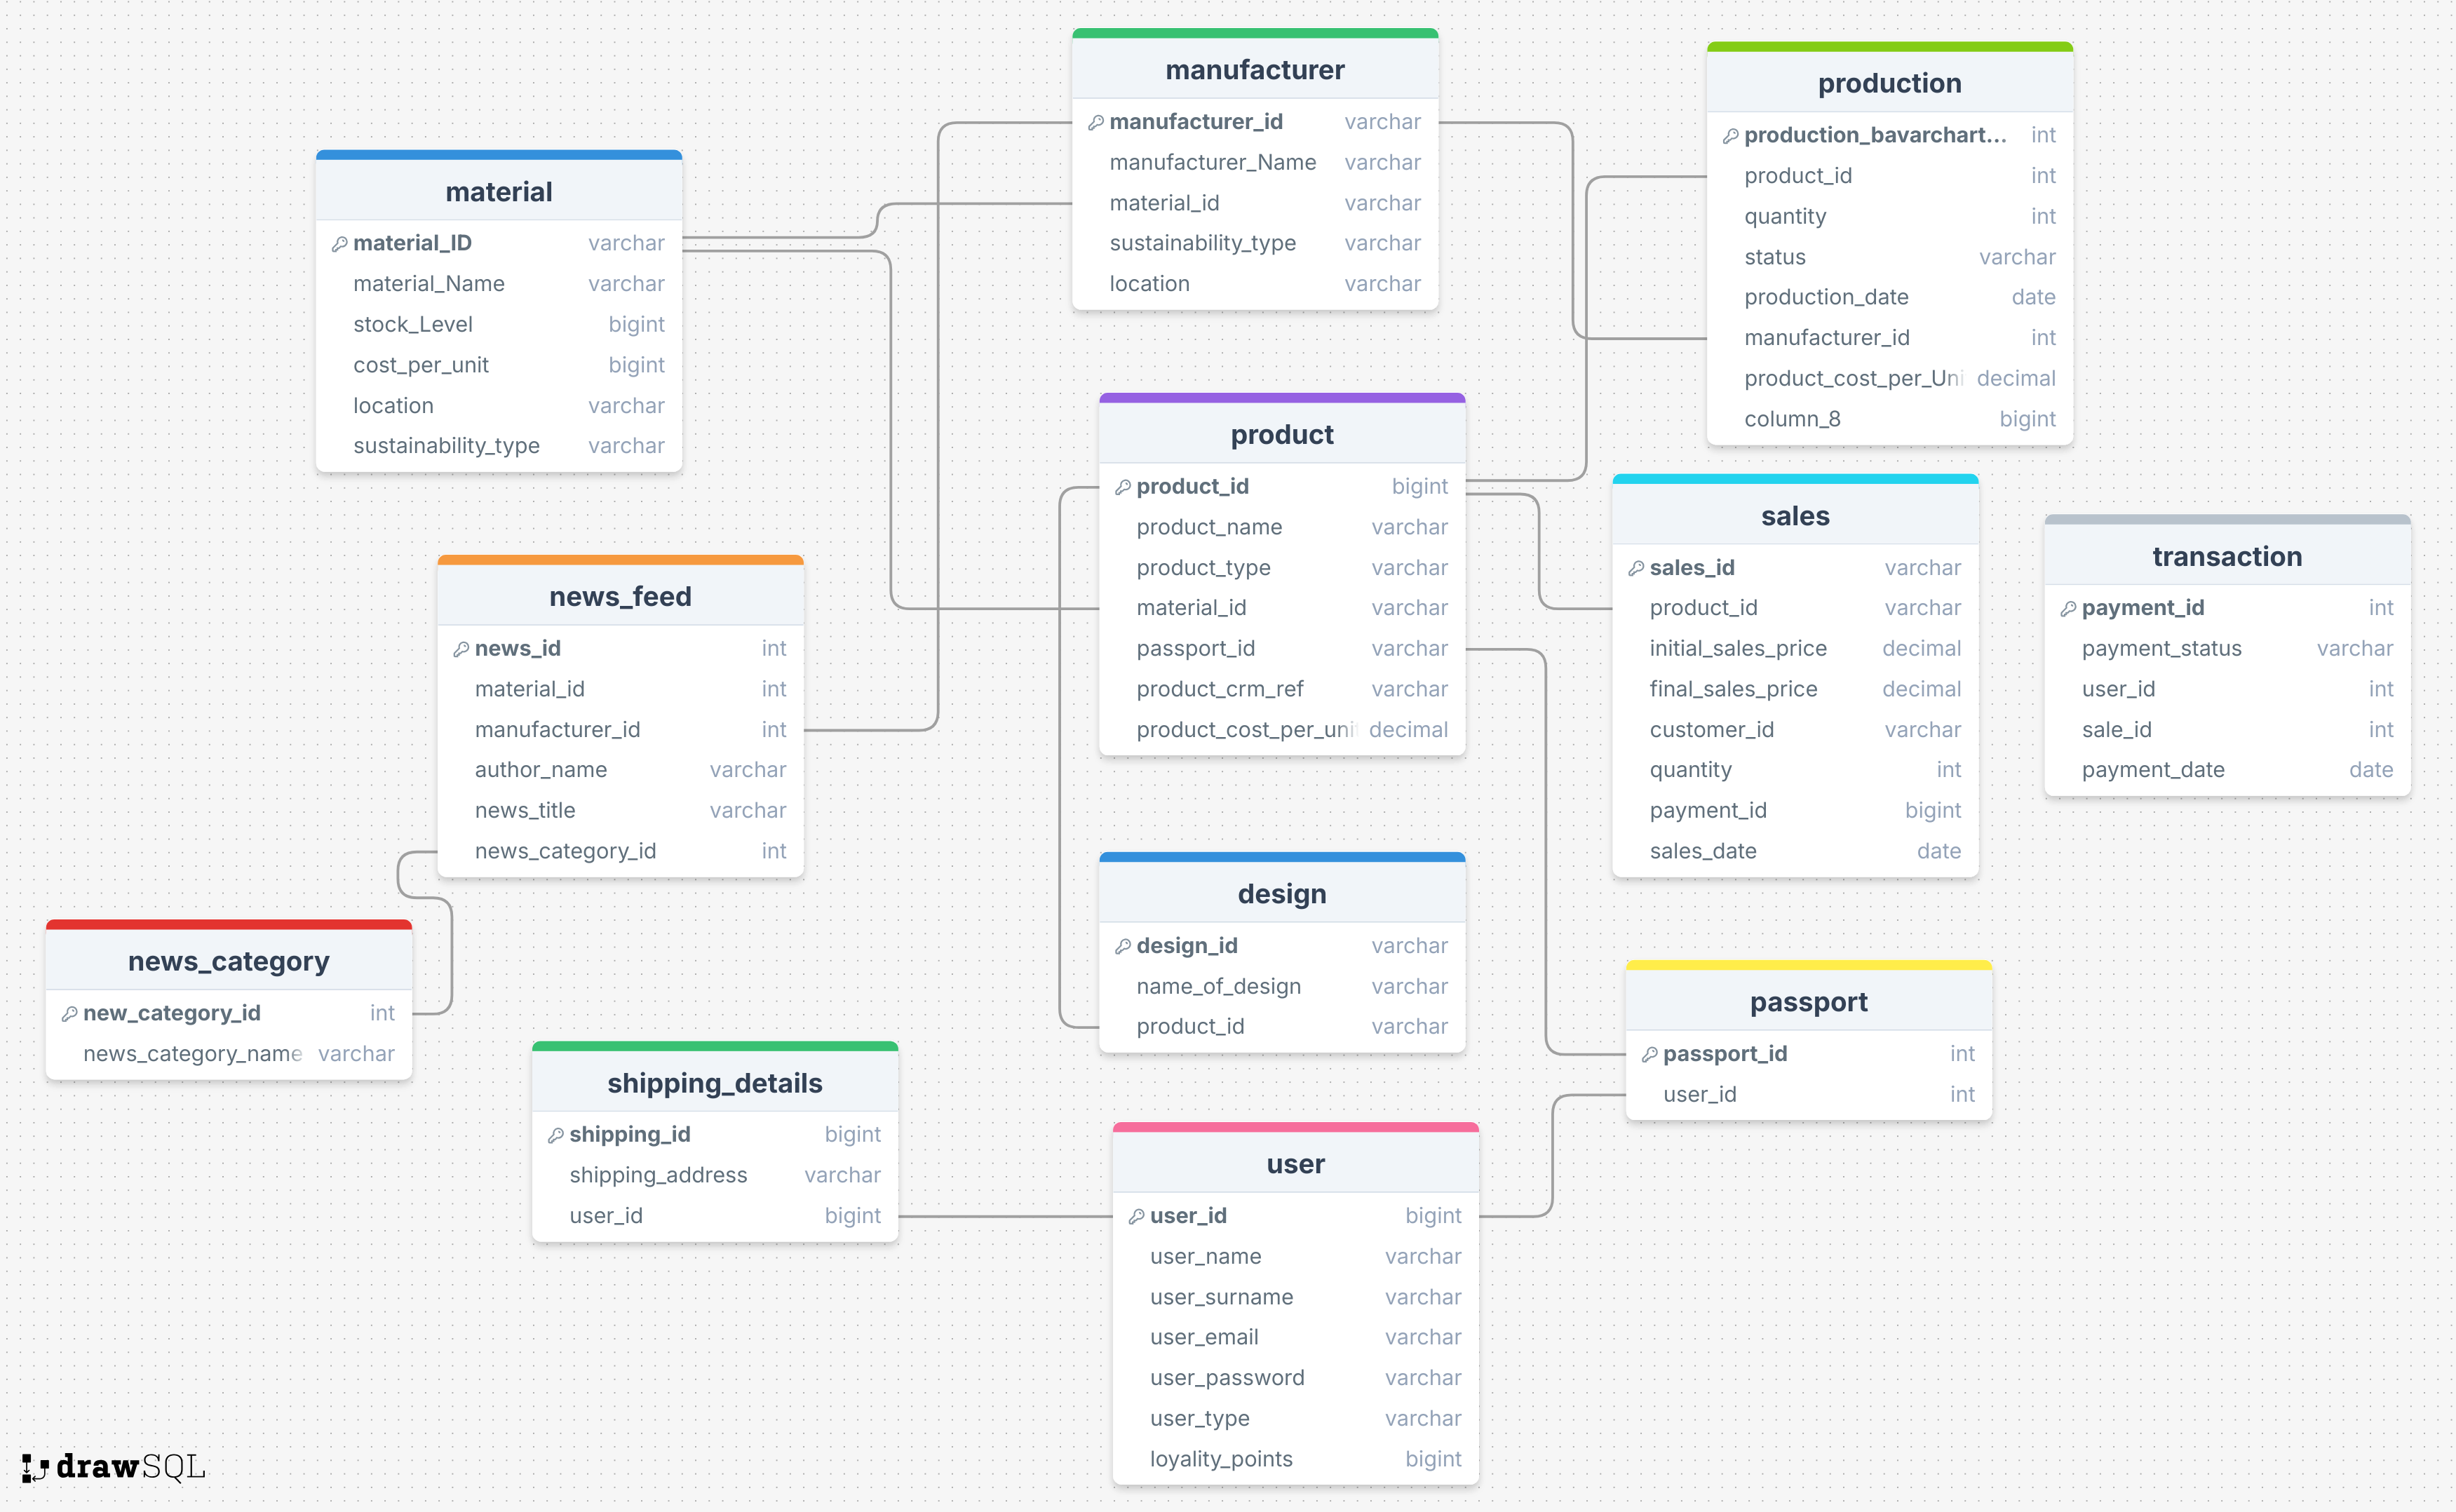 manufacturer
manufacturer_id varchar
manufacturer_Name varchar
material_id varchar
sustainability_type varchar
location varchar
production
production_bavarchart... int
product_id int
quantity int
status varchar
production_date date
manufacturer_id int
product_cost_per_Uni decimal
column_8 bigint
material
material_ID varchar
material_Name varchar
stock_Level bigint
cost_per_unit bigint
location varchar
sustainability_type varchar
product
product_id bigint
product_name varchar
product_type varchar
material_id varchar
passport_id varchar
product_crm_ref varchar
product_cost_per_unit decimal
sales
sales_id varchar
product_id varchar
initial_sales_price decimal
final_sales_price decimal
customer_id varchar
quantity int
payment_id bigint
sales_date date
transaction
payment_id int
payment_status varchar
user_id int
sale_id int
payment_date date
news_feed
news_id int
material_id int
manufacturer_id int
author_name varchar
news_title varchar
news_category_id int
design
design_id varchar
name_of_design varchar
product_id varchar
news_category
new_category_id int
news_category_name varchar
passport
passport_id int
user_id int
shipping_details
shipping_id bigint
shipping_address varchar
user_id bigint
user
user_id bigint
user_name varchar
user_surname varchar
user_email varchar
user_password varchar
user_type varchar
loyality_points bigint
drawSQL